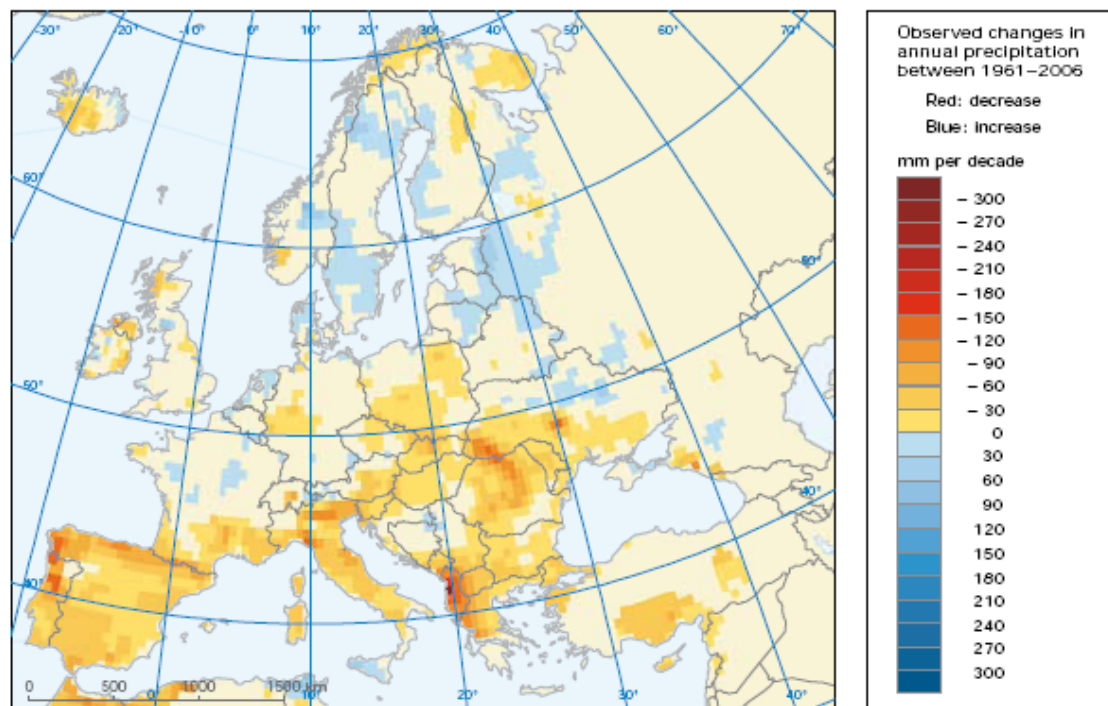 -30° -20° -10° 0° 10° 20° 30° 40° 50° 60° 70°
60°
50°
50°
40°
40°
0 500 1000 1500 km
0° 10° 20° 30° 40°
Observed changes in
annual precipitation
between 1961–2006
Red: decrease
Blue: increase
mm per decade
– 300
– 270
– 240
– 210
– 180
– 150
– 120
– 90
– 60
– 30
0
30
60
90
120
150
180
210
240
270
300